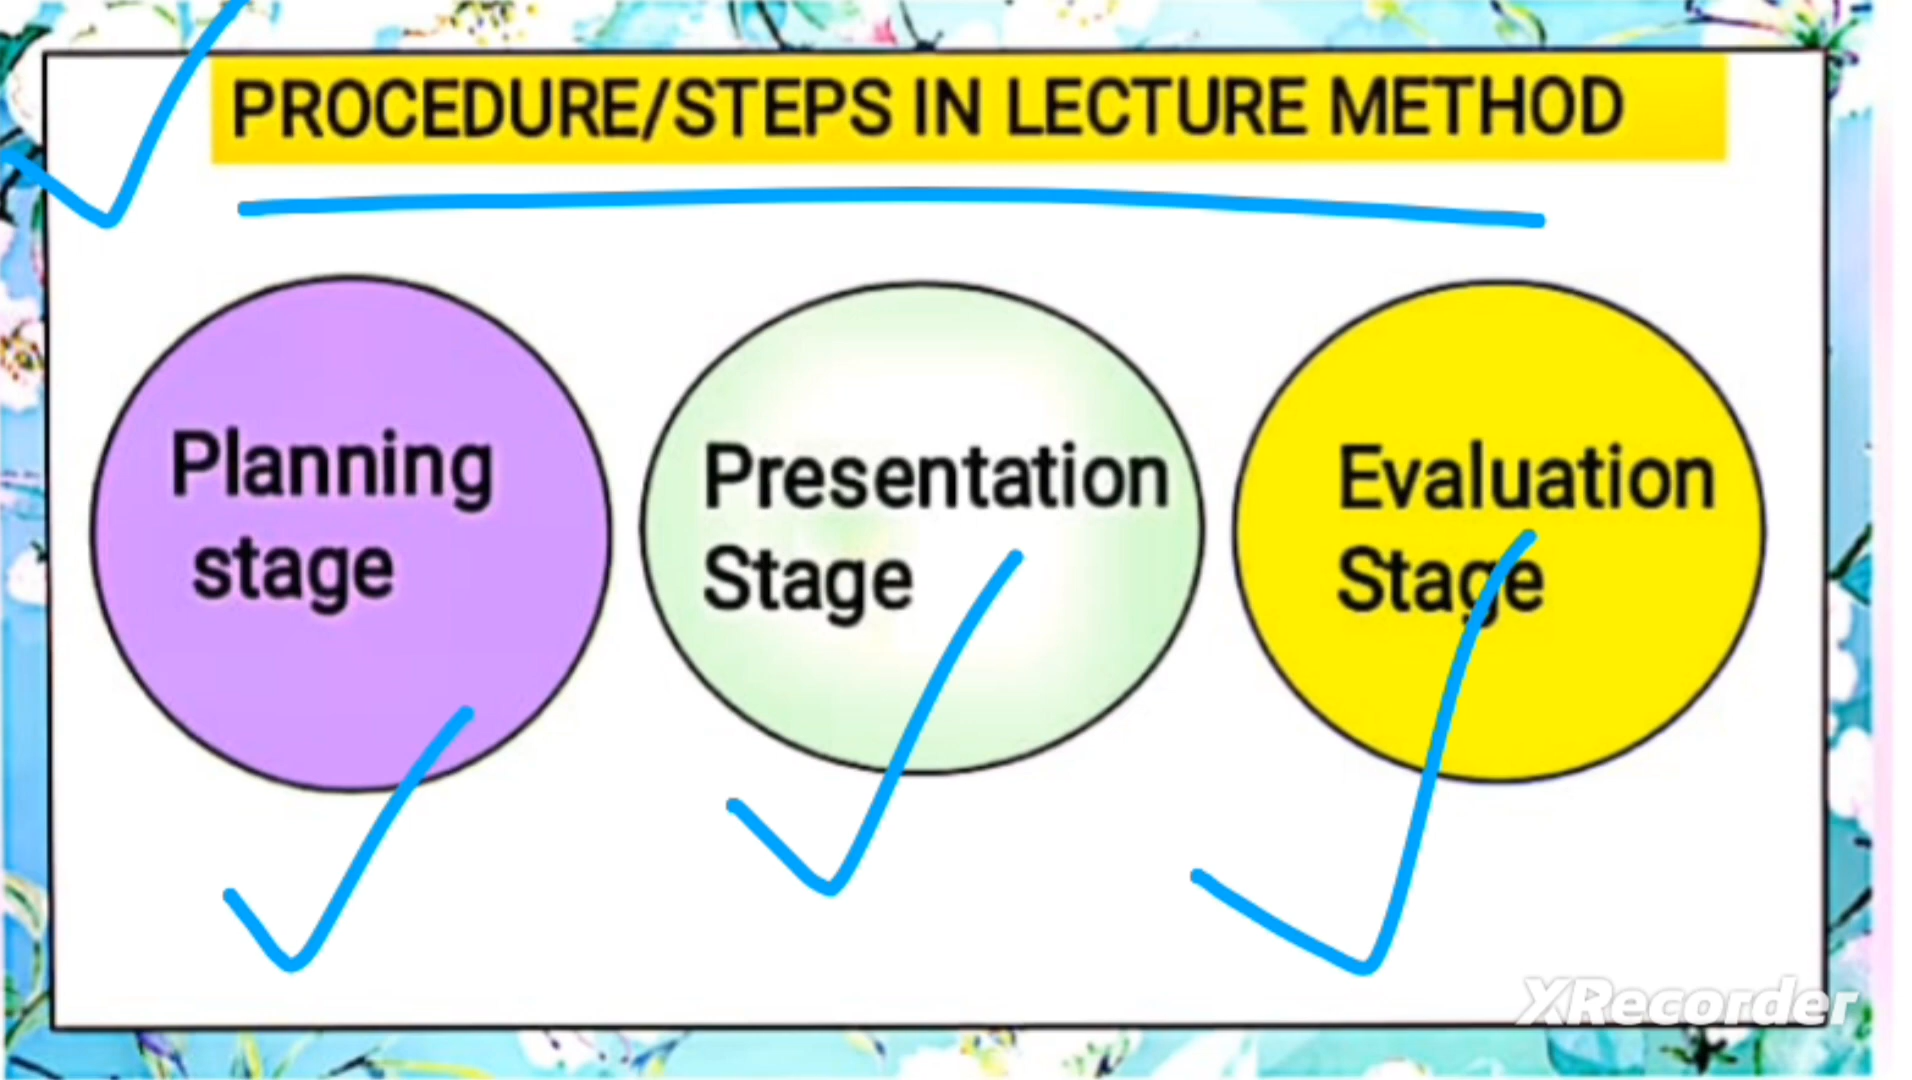 PROCEDURE/STEPS IN LECTURE METHOD
Planning
stage
Presentation
Stage
Evaluation
Stage
XRecorder